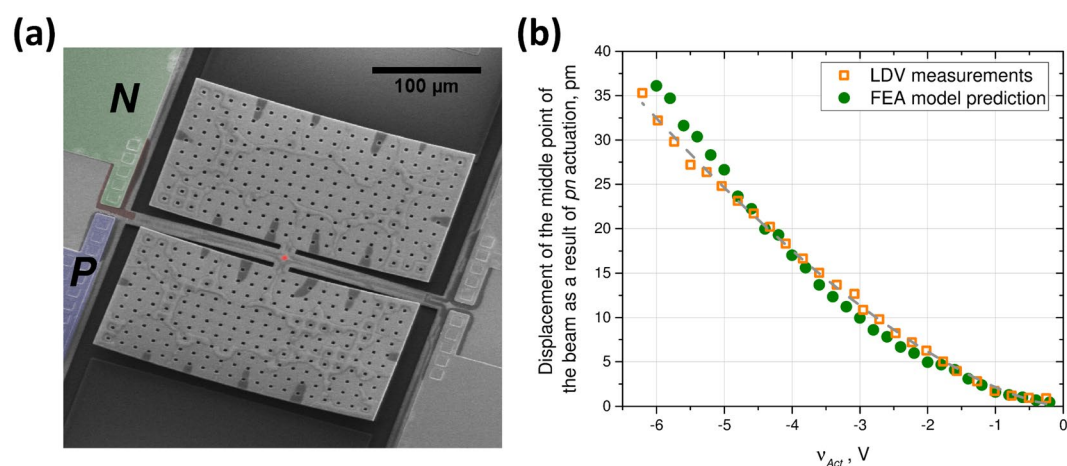 (a)
N
P
100 µm
(b)
Displacement of the middle point of
the beam as a result of pn actuation, pm
40
35
30
25
20
15
10
5
0
-6
-5
-4
-3
-2
-1
0
ν_Act , V
LDV measurements
FEA model prediction